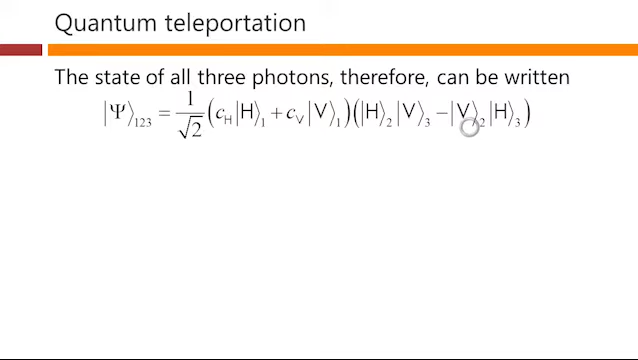 Quantum teleportation
The state of all three photons, therefore, can be written
|Ψ⟩₁₂₃ = 1/√2 (c_H|H⟩₁ + c_V|V⟩₁)(|H⟩₂|V⟩₃ − |V⟩₂|H⟩₃)